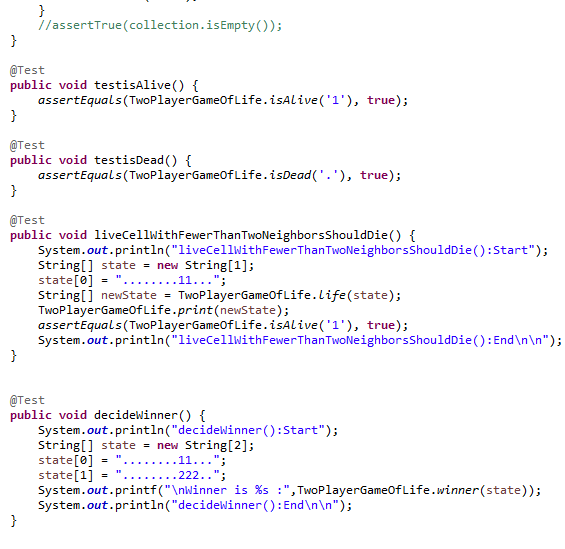 }
//assertTrue(collection.isEmpty());
}
@Test
public void testisAlive() {
assertEquals(TwoPlayerGameOfLife.isAlive('1'), true);
}
@Test
public void testisDead() {
assertEquals(TwoPlayerGameOfLife.isDead('.'), true);
}
@Test
public void liveCellWithFewerThanTwoNeighborsShouldDie() {
System.out.println("liveCellWithFewerThanTwoNeighborsShouldDie():Start");
String[] state = new String[1];
state[0] = "........11...";
String[] newState = TwoPlayerGameOfLife.life(state);
TwoPlayerGameOfLife.print(newState);
assertEquals(TwoPlayerGameOfLife.isAlive('1'), true);
System.out.println("liveCellWithFewerThanTwoNeighborsShouldDie():End\n\n");
}
@Test
public void decideWinner() {
System.out.println("decideWinner():Start");
String[] state = new String[2];
state[0] = "........11...";
state[1] = "........222..";
System.out.printf("\nWinner is %s :",TwoPlayerGameOfLife.winner(state));
System.out.println("decideWinner():End\n\n");
}